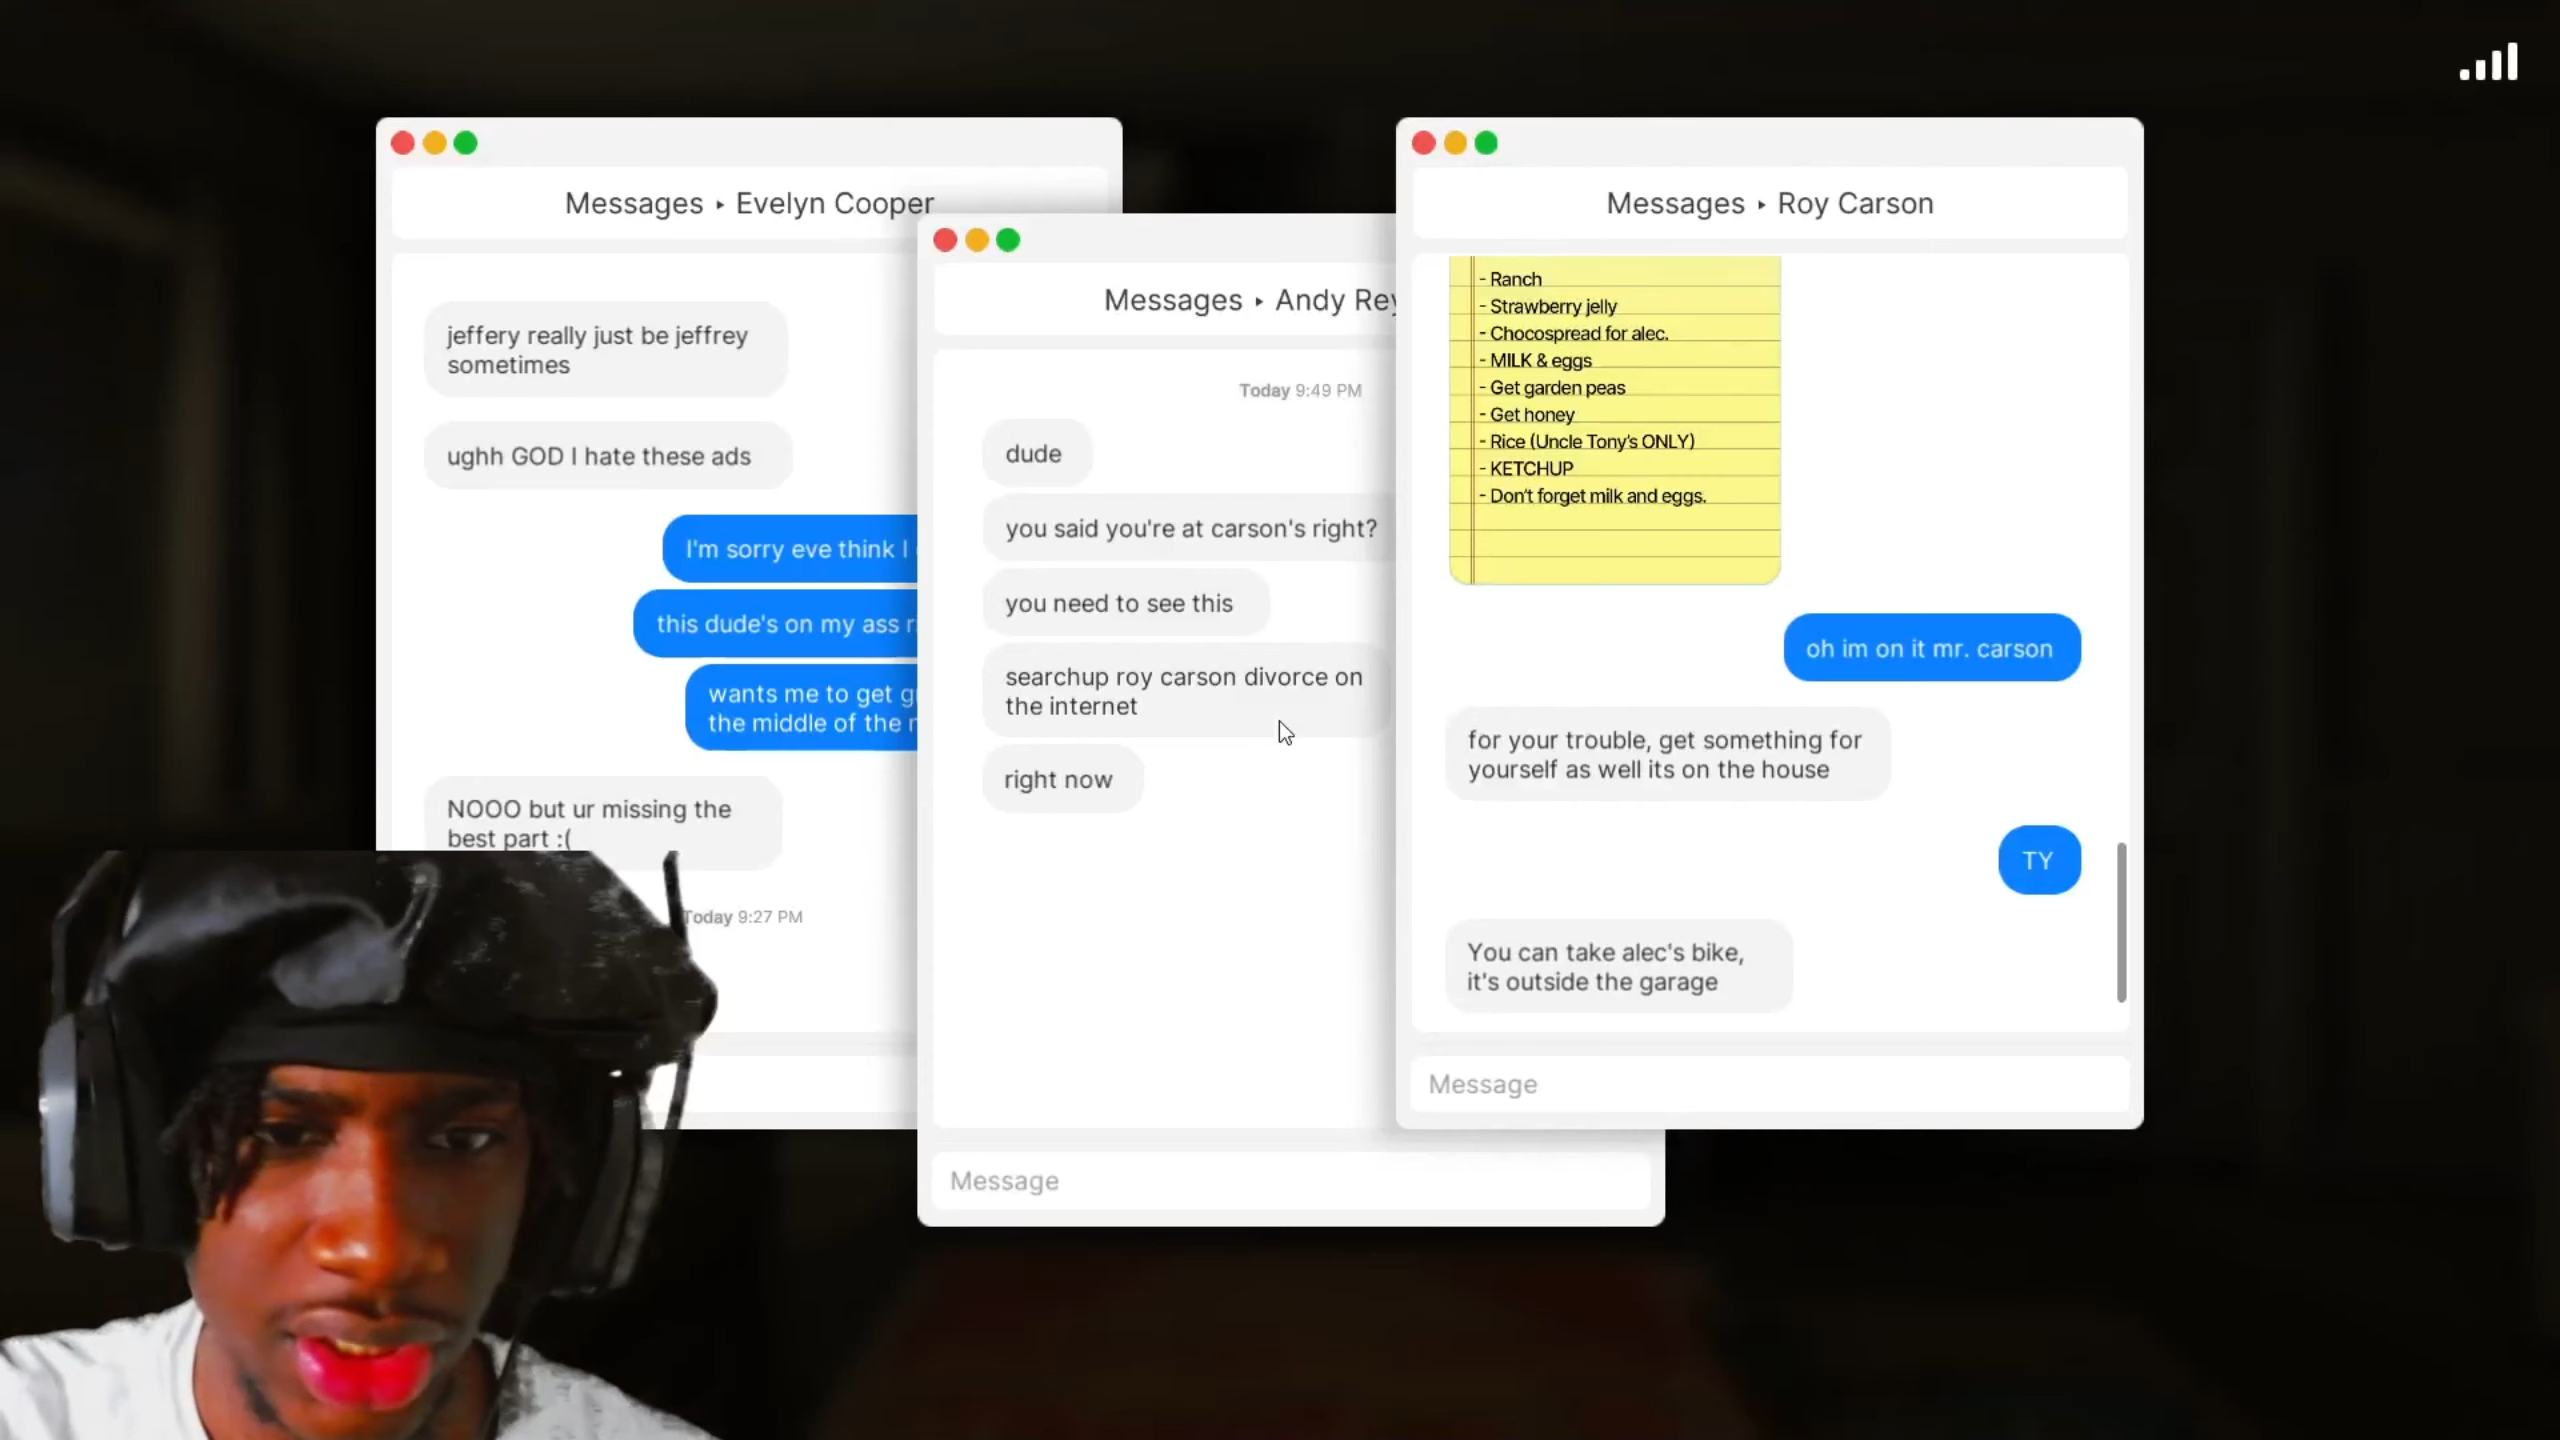 Messages ▸ Evelyn Cooper
jeffery really just be jeffrey
sometimes
ughh GOD I hate these ads
I'm sorry eve think I
this dude's on my ass
wants me to get
the middle of the
NOOO but ur missing the
best part :(
Today 9:27 PM
Messages ▸ Andy
Today 9:49 PM
dude
you said you're at carson's right?
you need to see this
searchup roy carson divorce on
the internet
right now
Message
Messages ▸ Roy Carson
- Ranch
- Strawberry jelly
- Chocospread for alec.
- MILK & eggs
- Get garden peas
- Get honey
- Rice (Uncle Tony's ONLY)
- KETCHUP
- Don't forget milk and eggs.
oh im on it mr. carson
for your trouble, get something for
yourself as well its on the house
TY
You can take alec's bike,
it's outside the garage
Message